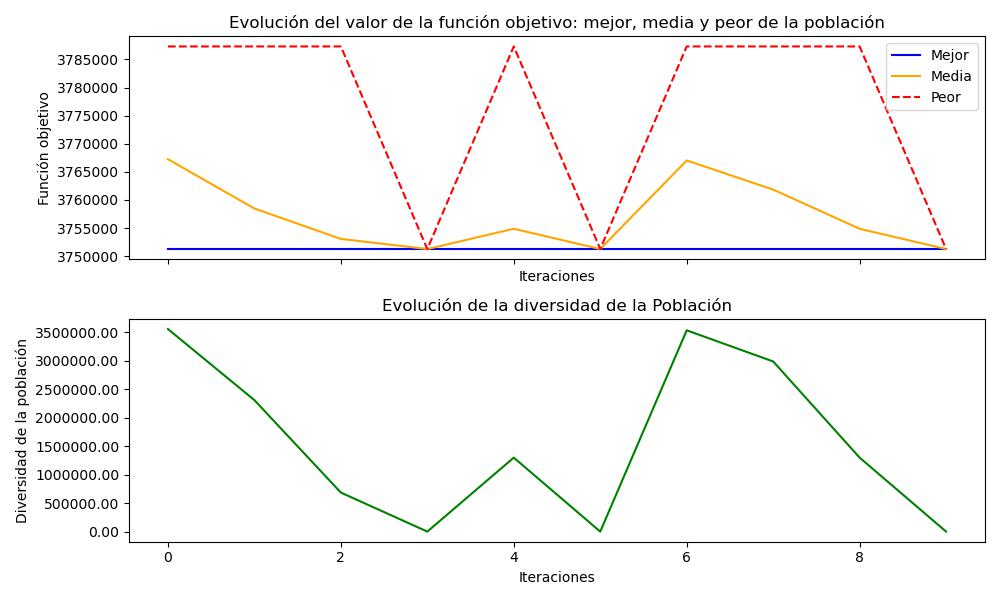 Evolución del valor de la función objetivo: mejor, media y peor de la población
Función objetivo
3785000
3780000
3775000
3770000
3765000
3760000
3755000
3750000
Mejor
Media
Peor
Iteraciones
Evolución de la diversidad de la Población
Diversidad de la población
3500000.00
3000000.00
2500000.00
2000000.00
1500000.00
1000000.00
500000.00
0.00
0 2 4 6 8
Iteraciones